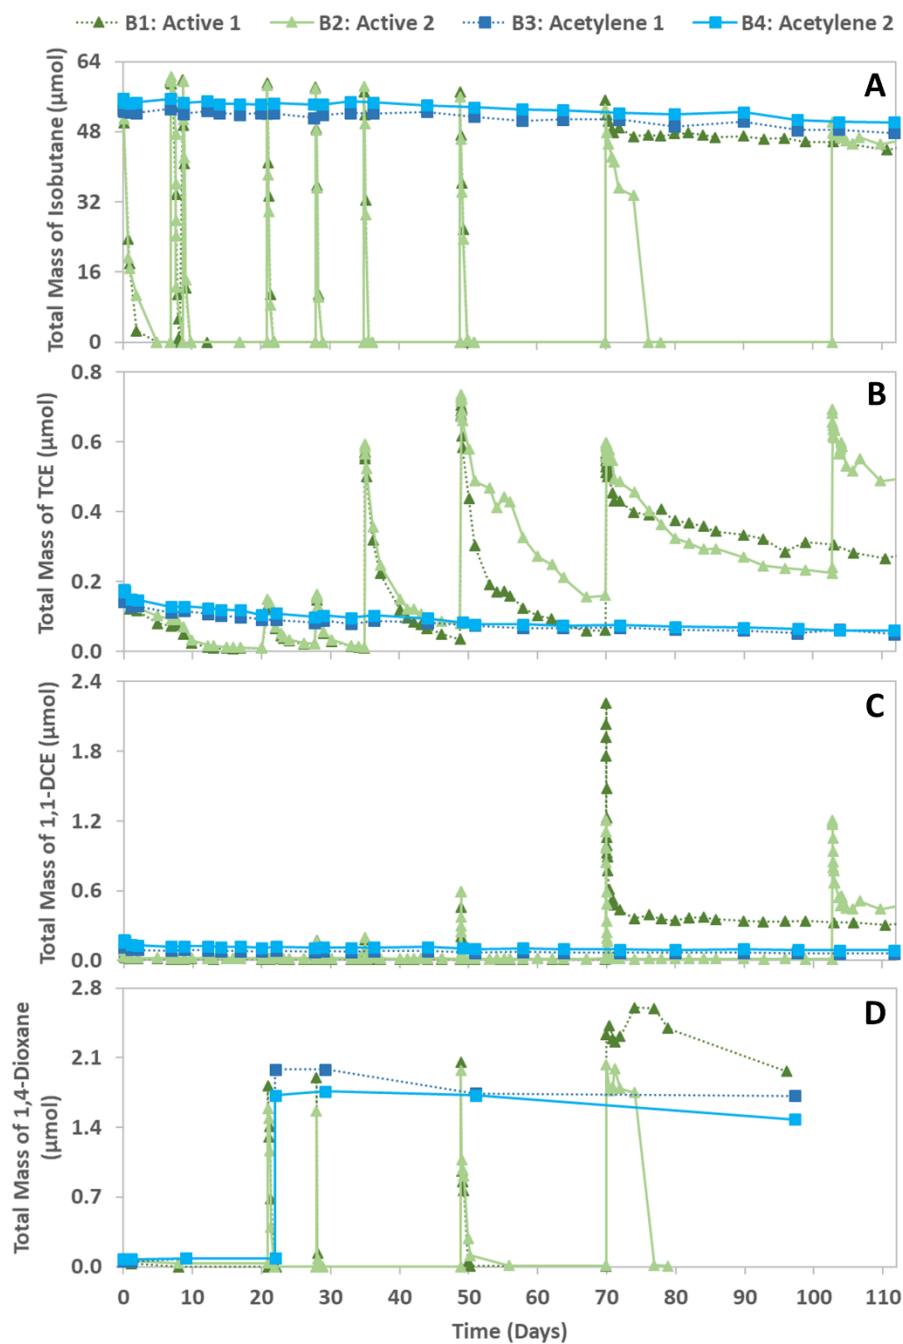 B1: Active 1 B2: Active 2 B3: Acetylene 1 B4: Acetylene 2
Total Mass of Isobutane (μmol)
64
48
32
16
0
A
Total Mass of TCE (μmol)
0.8
0.6
0.4
0.2
0.0
B
Total Mass of 1,1-DCE (μmol)
2.4
1.8
1.2
0.6
0.0
C
Total Mass of 1,4-Dioxane
(μmol)
2.8
2.1
1.4
0.7
0.0
D
0 10 20 30 40 50 60 70 80 90 100 110
Time (Days)